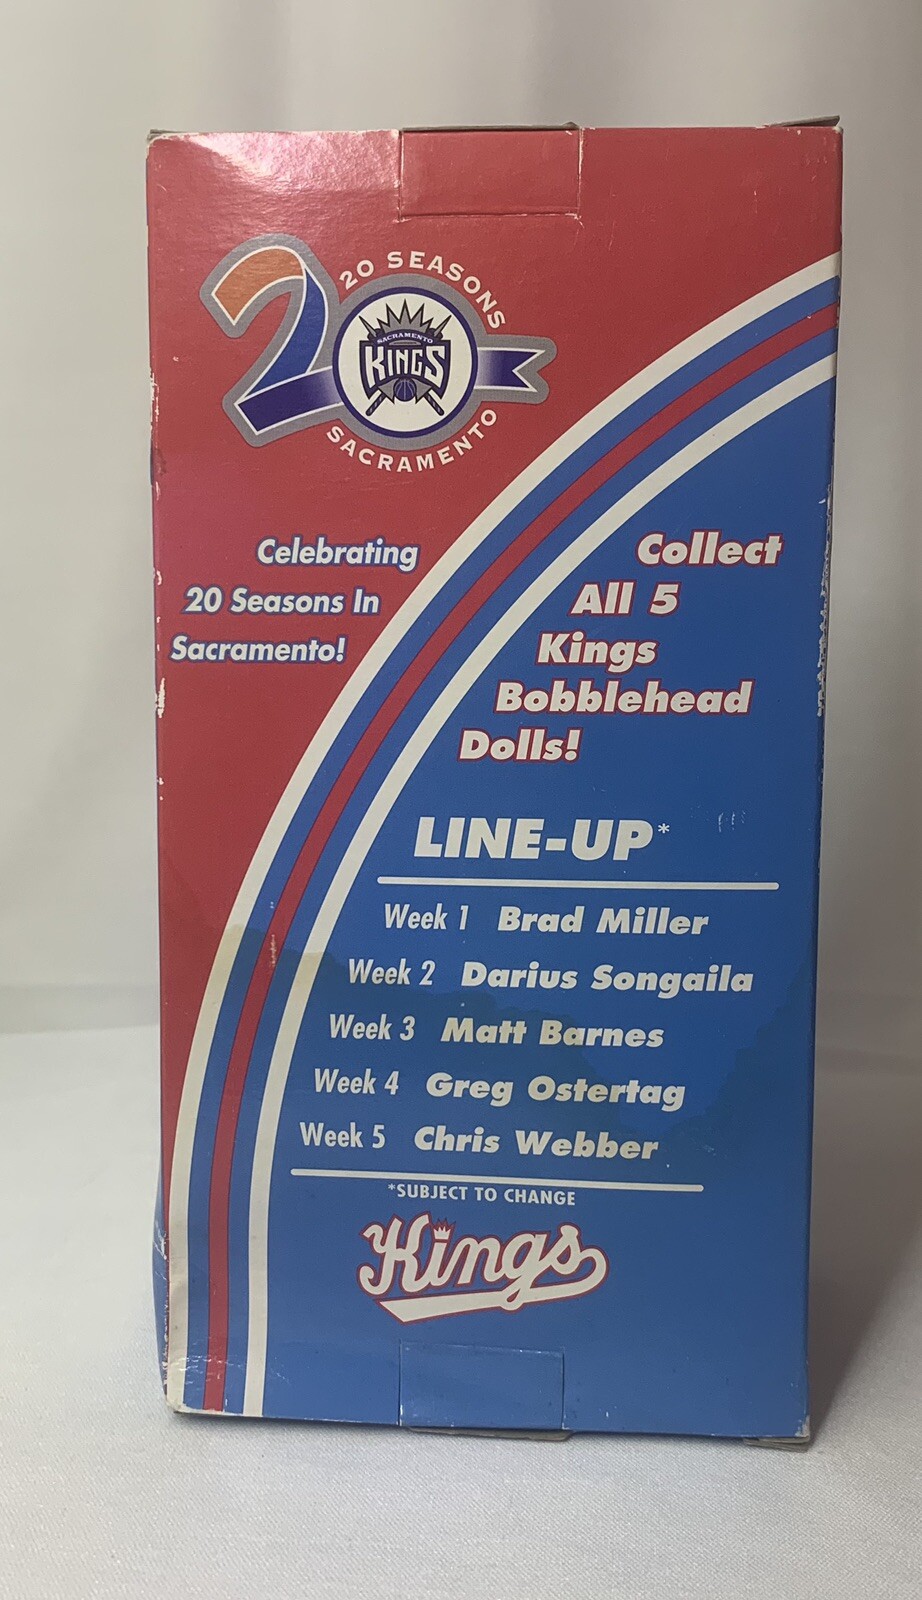 20 SEASONS
SACRAMENTO
KINGS
SACRAMENTO
Celebrating
20 Seasons In
Sacramento!
Collect
All 5
Kings
Bobblehead
Dolls!
LINE-UP*
Week 1 Brad Miller
Week 2 Darius Songaila
Week 3 Matt Barnes
Week 4 Greg Ostertag
Week 5 Chris Webber
*SUBJECT TO CHANGE
Kings